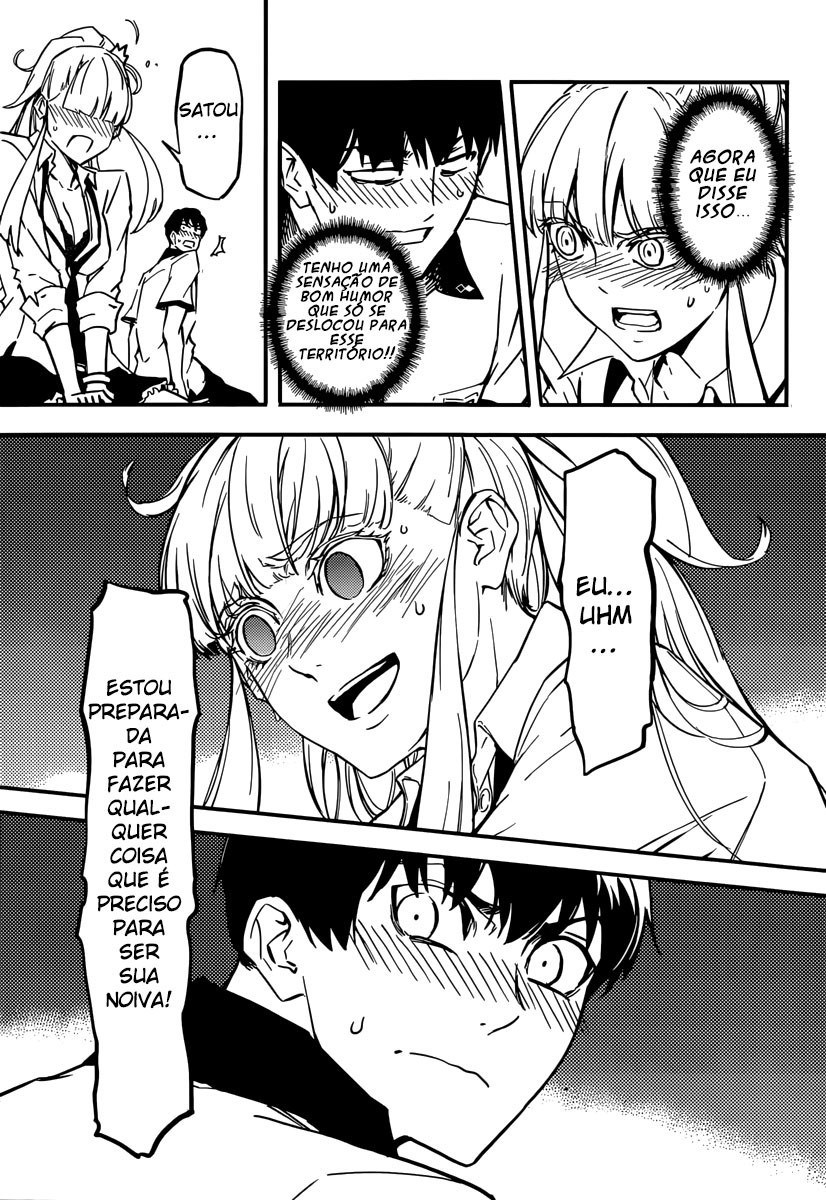 AGORA
QUE EU
DISSE
ISSO...
TENHO UMA
SENSAÇÃO DE
BOM HUMOR
QUE SÓ SE
DESLOCOU PARA
ESSE
TERRITÓRIO!!
SATOU
...
EU...
UHM
...
ESTOU
PREPARA-
DA
PARA
FAZER
QUAL-
QUER
COISA
QUE É
PRECISO
PARA
SER
SUA
NOIVA!